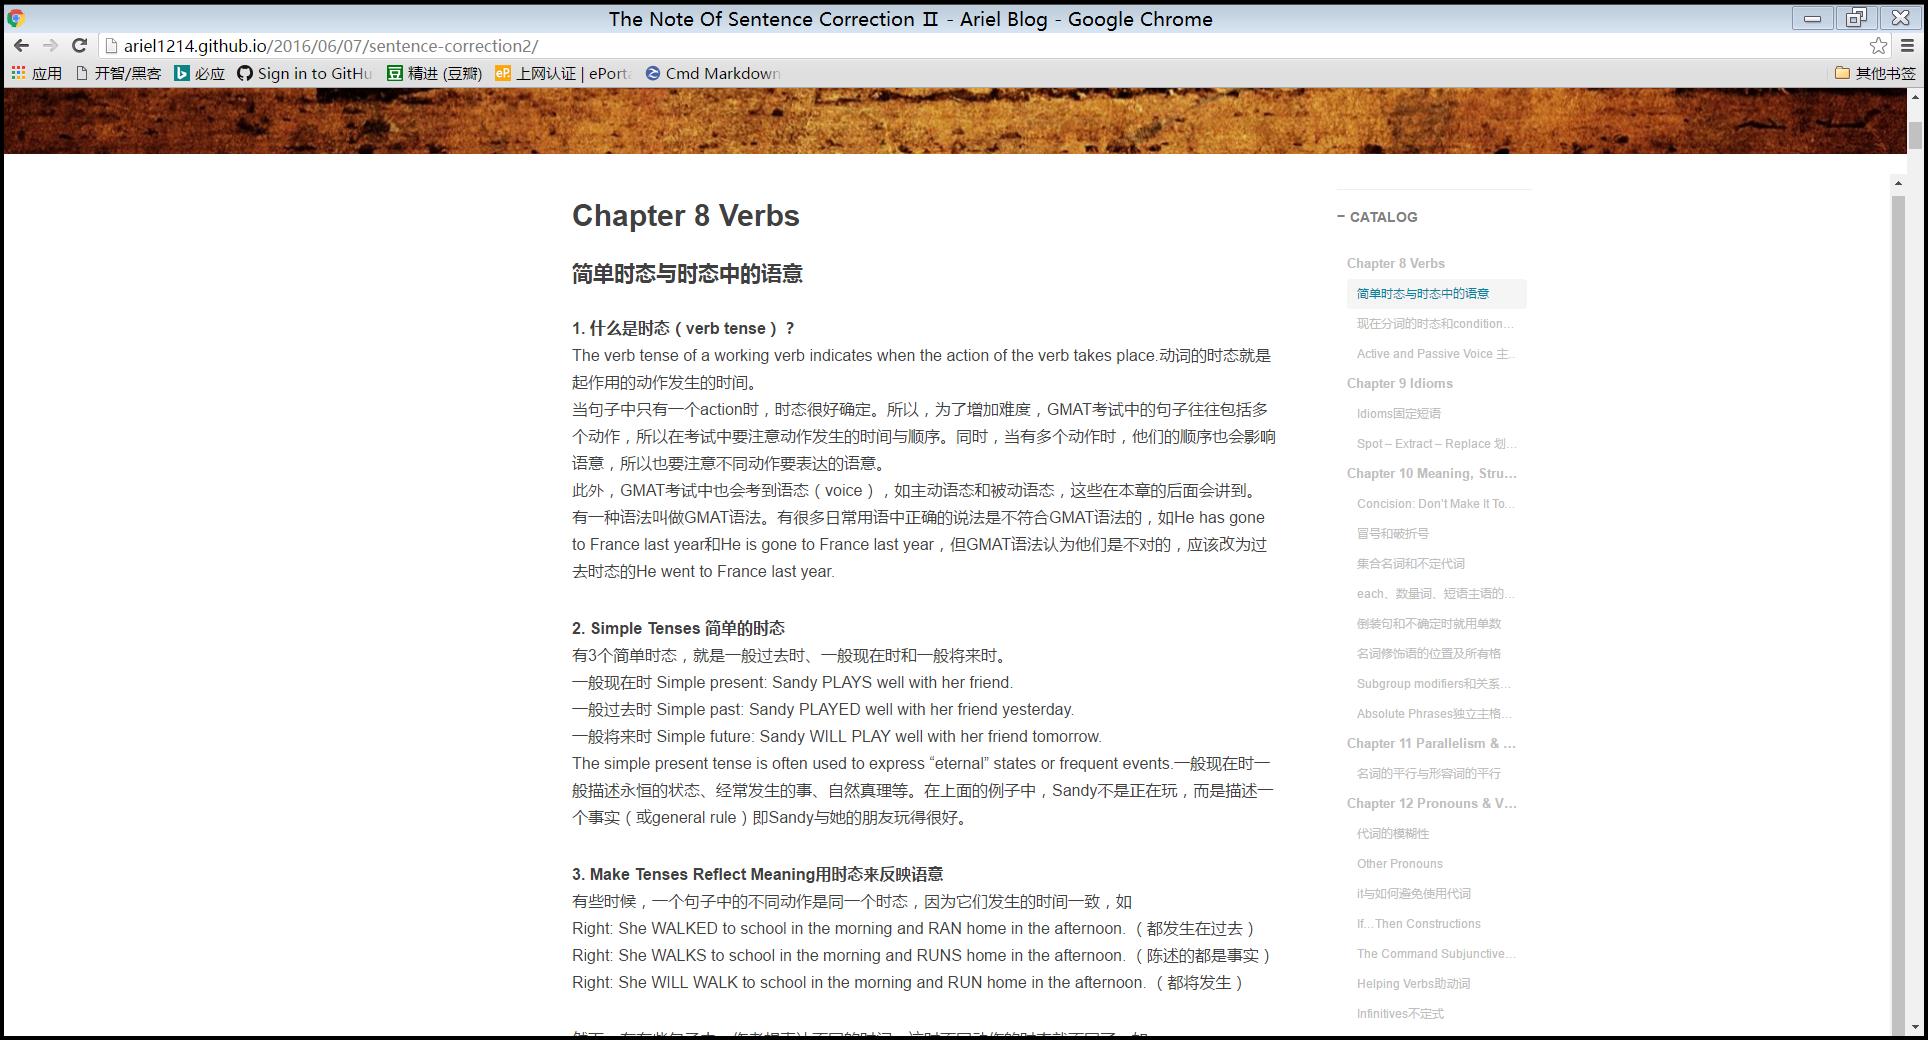 The Note Of Sentence Correction Ⅱ - Ariel Blog - Google Chrome
ariel1214.github.io/2016/06/07/sentence-correction2/
应用 开智/黑客 必应 Sign in to GitHu 精进 (豆瓣) 上网认证 | ePorta Cmd Markdown 其他书签
Chapter 8 Verbs
简单时态与时态中的语意
1. 什么是时态（verb tense）？
The verb tense of a working verb indicates when the action of the verb takes place.动词的时态就是
起作用的动作发生的时间。
当句子中只有一个action时，时态很好确定。所以，为了增加难度，GMAT考试中的句子往往包括多
个动作，所以在考试中要注意动作发生的时间与顺序。同时，当有多个动作时，他们的顺序也会影响
语意，所以也要注意不同动作要表达的语意。
此外，GMAT考试中也会考到语态（voice），如主动语态和被动语态，这些在本章的后面会讲到。
有一种语法叫做GMAT语法。有很多日常用语中正确的说法是不符合GMAT语法的，如He has gone
to France last year和He is gone to France last year，但GMAT语法认为他们是不对的，应该改为过
去时态的He went to France last year.
2. Simple Tenses 简单的时态
有3个简单时态，就是一般过去时、一般现在时和一般将来时。
一般现在时 Simple present: Sandy PLAYS well with her friend.
一般过去时 Simple past: Sandy PLAYED well with her friend yesterday.
一般将来时 Simple future: Sandy WILL PLAY well with her friend tomorrow.
The simple present tense is often used to express “eternal” states or frequent events.一般现在时一
般描述永恒的状态、经常发生的事、自然真理等。在上面的例子中，Sandy不是正在玩，而是描述一
个事实（或general rule）即Sandy与她的朋友玩得很好。
3. Make Tenses Reflect Meaning用时态来反映语意
有些时候，一个句子中的不同动作是同一个时态，因为它们发生的时间一致，如
Right: She WALKED to school in the morning and RAN home in the afternoon. （都发生在过去）
Right: She WALKS to school in the morning and RUNS home in the afternoon. （陈述的都是事实）
Right: She WILL WALK to school in the morning and RUN home in the afternoon. （都将发生）
CATALOG
Chapter 8 Verbs
简单时态与时态中的语意
现在分词的时态和condition...
Active and Passive Voice 主...
Chapter 9 Idioms
Idioms固定短语
Spot – Extract – Replace 划...
Chapter 10 Meaning, Stru...
Concision: Don't Make It To...
冒号和破折号
集合名词和不定代词
each、数量词、短语主语的...
倒装句和不确定时就用单数
名词修饰语的位置及所有格
Subgroup modifiers和关系...
Absolute Phrases独立主格...
Chapter 11 Parallelism & ...
名词的平行与形容词的平行
Chapter 12 Pronouns & V...
代词的模糊性
Other Pronouns
it与如何避免使用代词
If...Then Constructions
The Command Subjunctive...
Helping Verbs助动词
Infinitives不定式